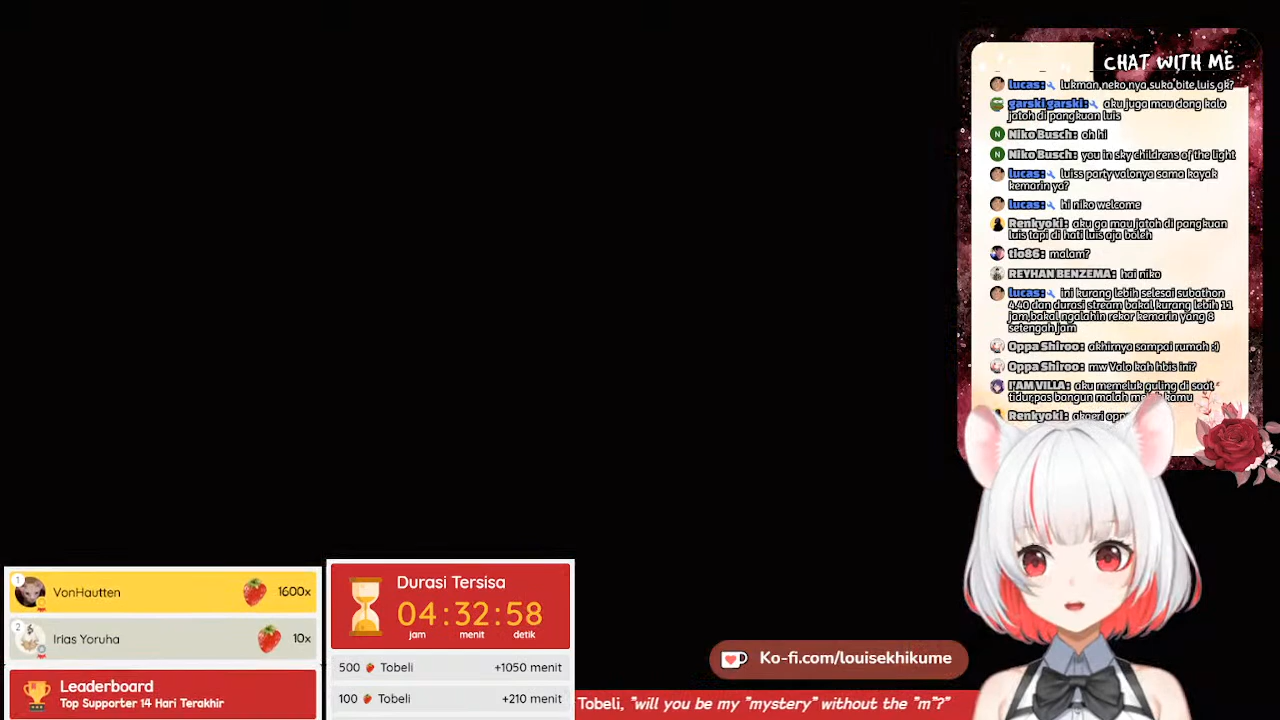 CHAT WITH ME
lucas: lukman neko nya suka bite luis gk?
garski garski: aku juga mau dong kalo
jatoh di pangkuan luis
Niko Busch: oh hi
Niko Busch: you in sky childrens of the light
lucas: luiss party valonya sama kayak
kemarin ya?
lucas: hi niko welcome
Renkyoki: aku ga mau jatoh di pangkuan
luis tapi di hati luis aja boleh
tio86: malam?
REYHAN BENZEMA: hai niko
lucas: ini kurang lebih selesai subathon
4.40 dan durasi stream bakal kurang lebih 11
jam,bakal ngalahin rekor kemarin yang 8
setengah jam
Oppa Shiroo: akhirnya sampai rumah :)
Oppa Shiroo: mw Valo kah hbis ini?
I'AM VILLA: aku memeluk guling di saat
tidur,pas bangun malah kamu
Renkyoki:
1 VonHautten 1600x
2 Irias Yoruha 10x
Leaderboard
Top Supporter 14 Hari Terakhir
Durasi Tersisa
04:32:58
jam menit detik
500 Tobeli +1050 menit
100 Tobeli +210 menit
Ko-fi.com/louisekhikume
Tobeli, "will you be my "mystery" without the "m"?"